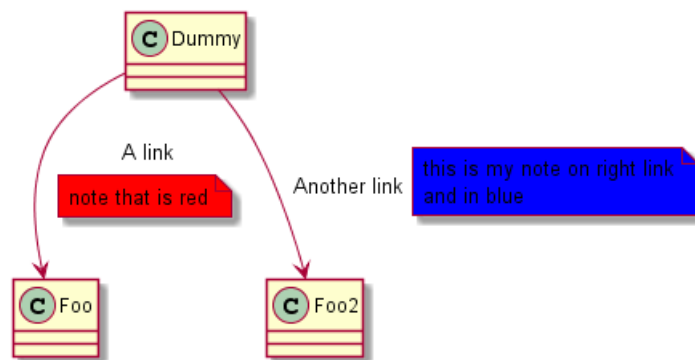 C Dummy
A link
note that is red
Another link
this is my note on right link
and in blue
C Foo
C Foo2